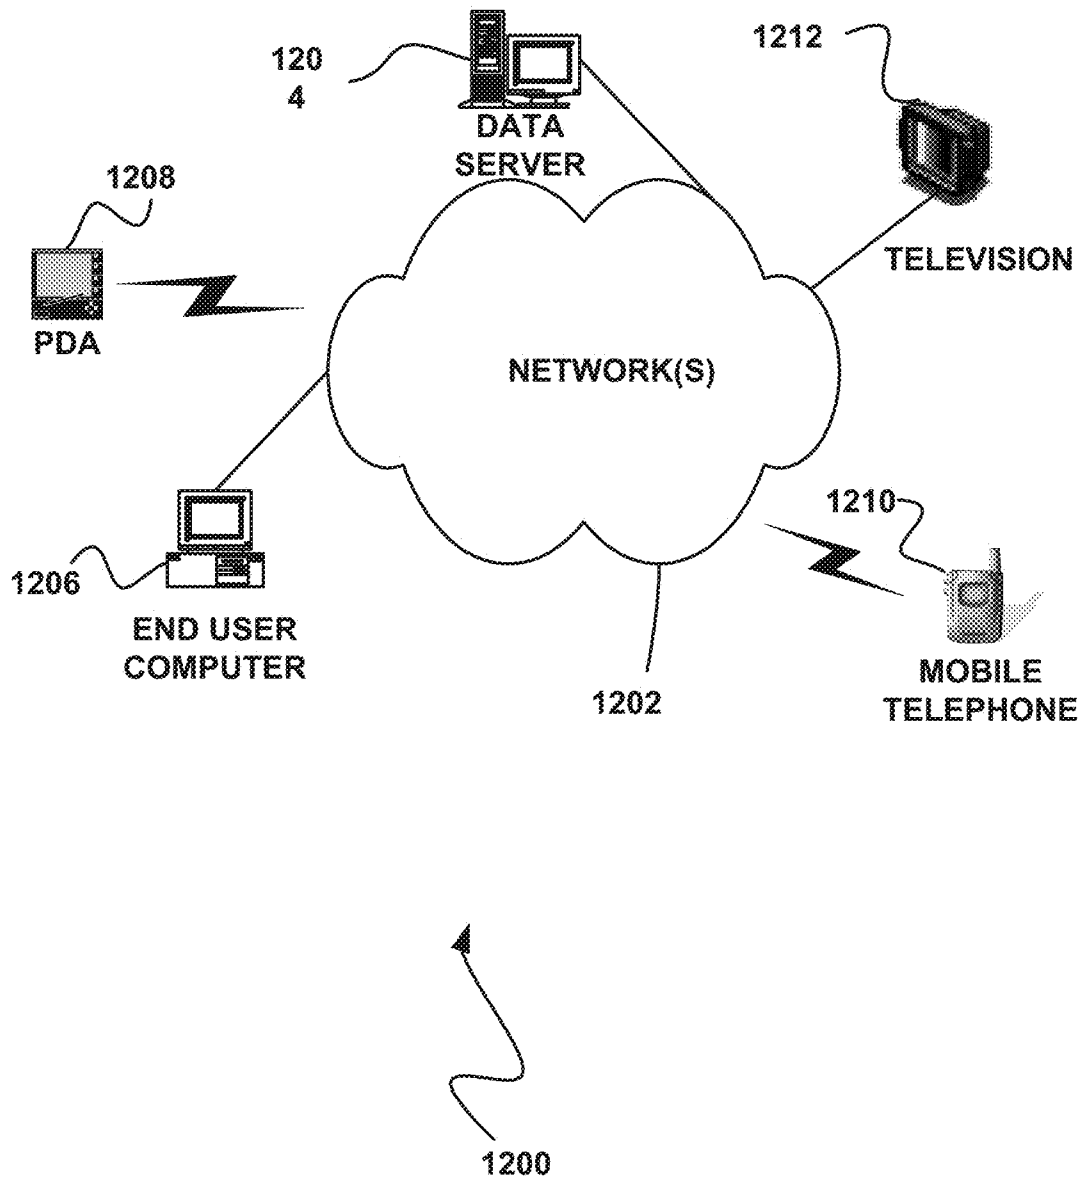 120
4
DATA
SERVER
1212
TELEVISION
1208
PDA
NETWORK(S)
1206
END USER
COMPUTER
1210
MOBILE
TELEPHONE
1202
1200